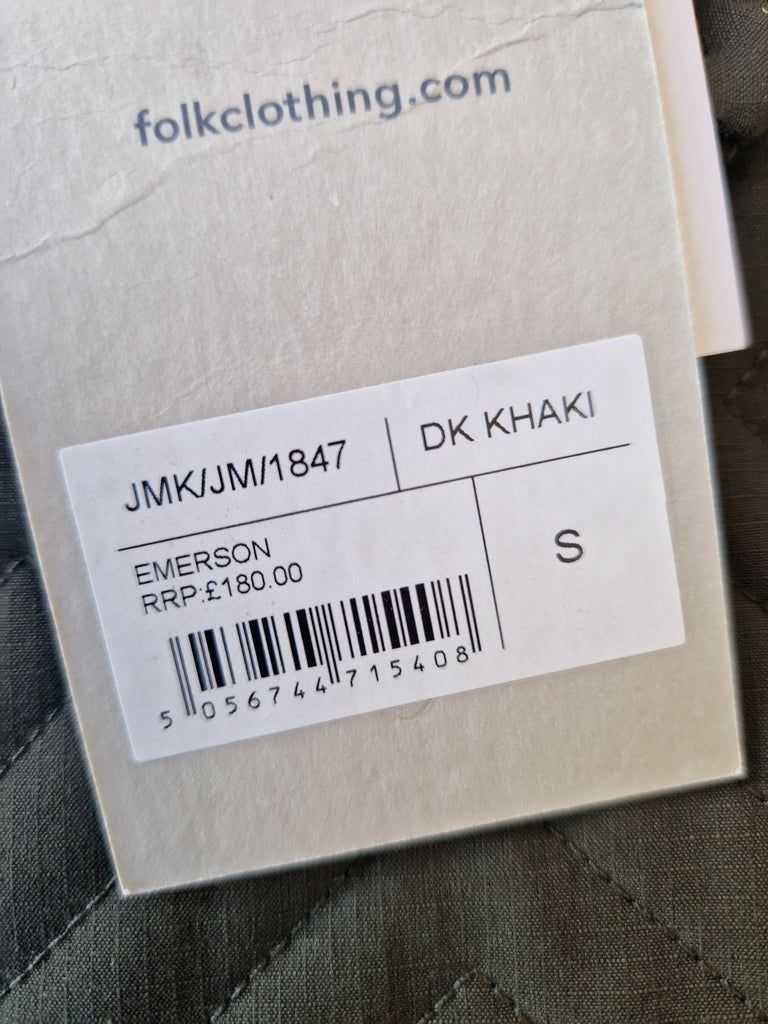 folkclothing.com
JMK/JM/1847
DK KHAKI
EMERSON
RRP:£180.00
S
5 056744 715408